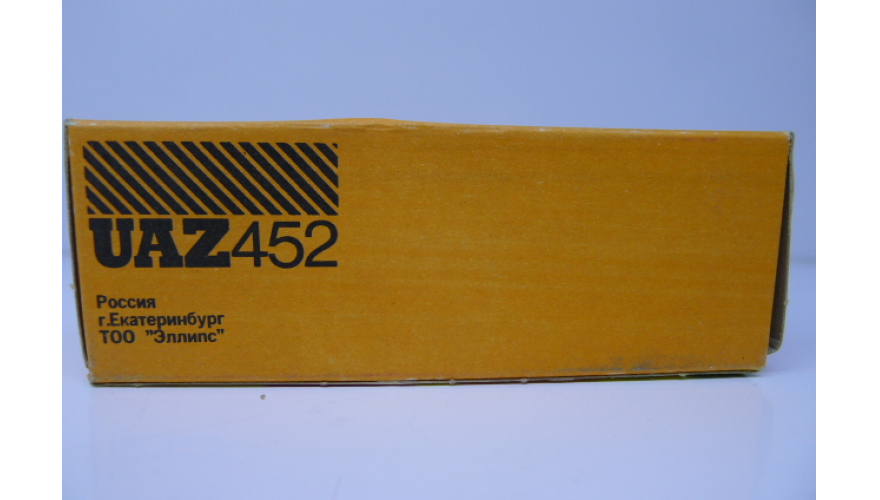 UAZ452
Россия
г.Екатеринбург
ТОО "Эллипс"